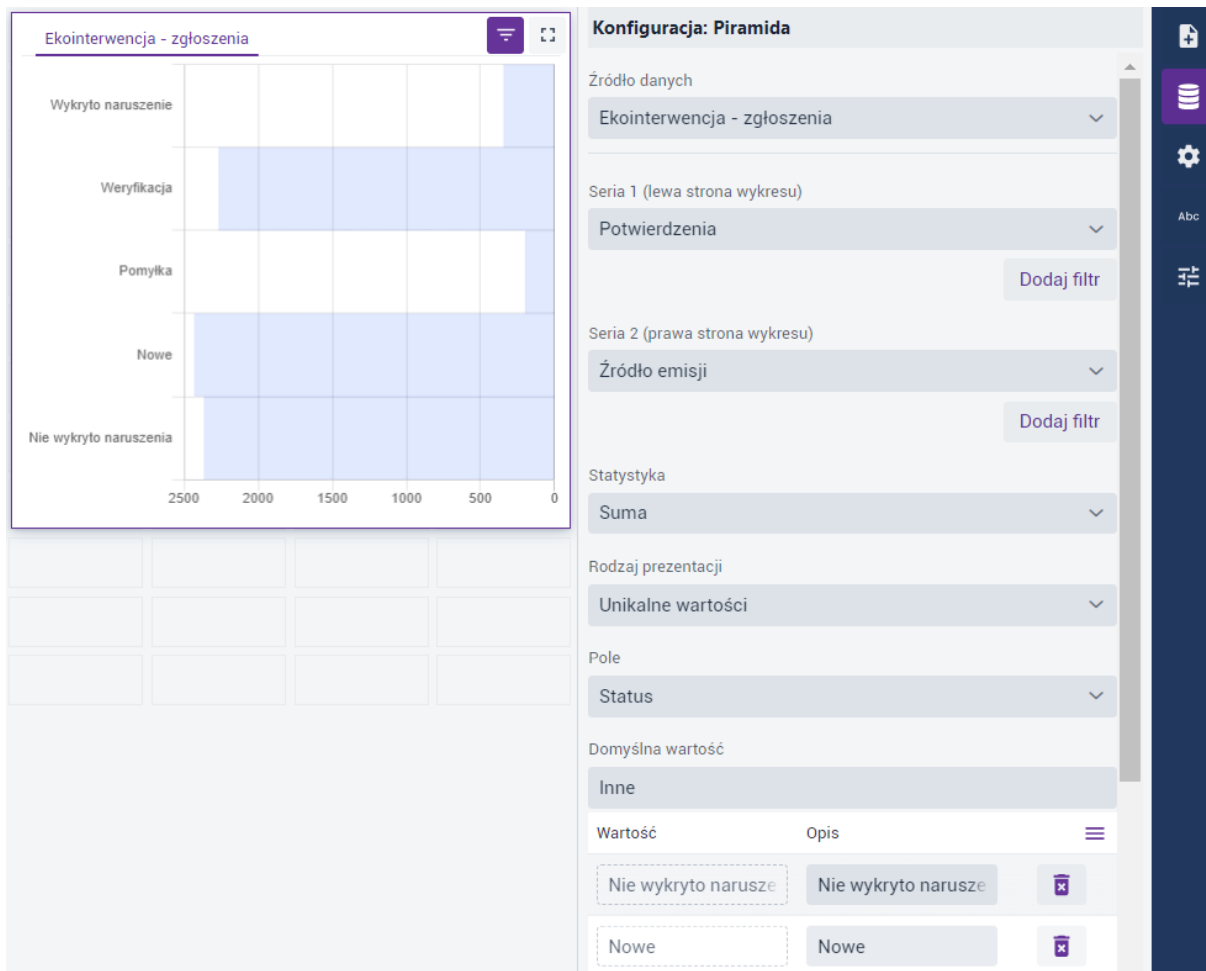 Ekointerwencja - zgłoszenia
Wykryto naruszenie
Weryfikacja
Pomyłka
Nowe
Nie wykryto naruszenia
2500 2000 1500 1000 500 0
Konfiguracja: Piramida
Źródło danych
Ekointerwencja - zgłoszenia
Seria 1 (lewa strona wykresu)
Potwierdzenia
Dodaj filtr
Seria 2 (prawa strona wykresu)
Źródło emisji
Dodaj filtr
Statystyka
Suma
Rodzaj prezentacji
Unikalne wartości
Pole
Status
Domyślna wartość
Inne
Wartość Opis
Nie wykryto narusze Nie wykryto narusze
Nowe Nowe
Abc